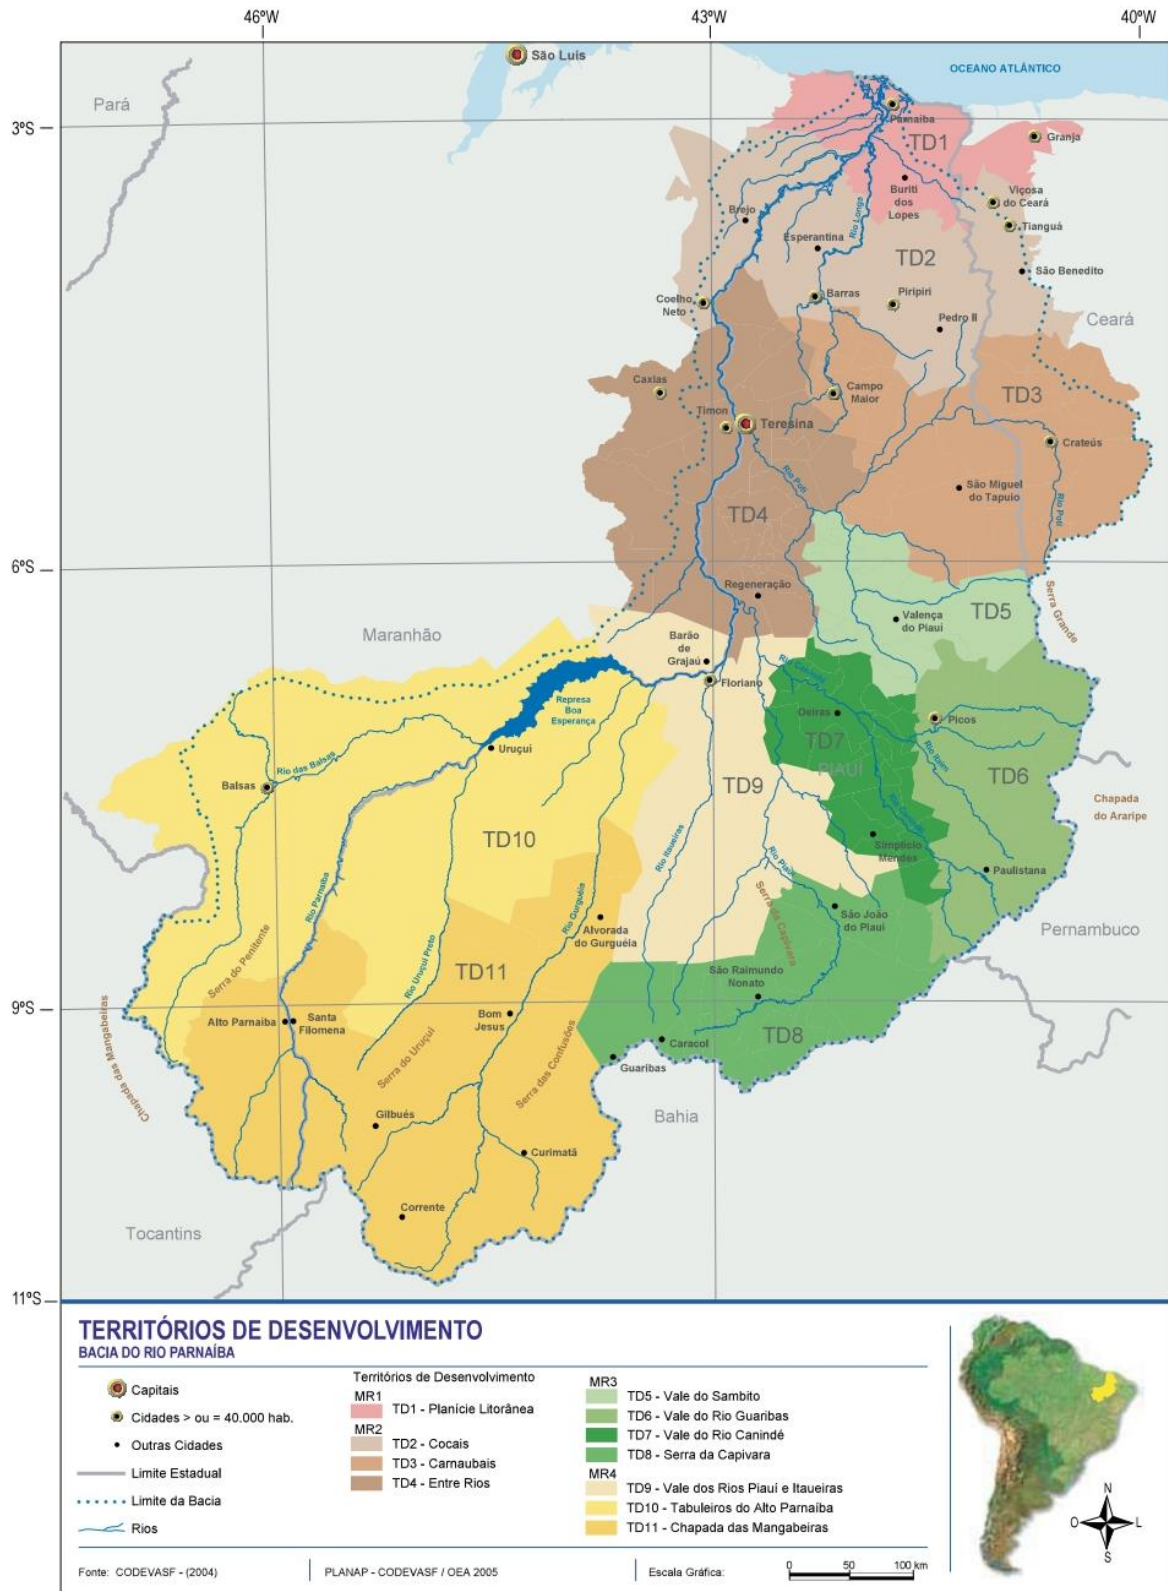 46ºW
43ºW
40ºW
São Luis
OCEANO ATLÂNTICO
Pará
3ºS
Parnaiba
TD1
Granja
Buriti
dos
Lopes
Viçosa
do Ceará
Tianguá
Brejo
Rio Longa
Esperantina
TD2
São Benedito
Coelho
Neto
Barras
Piripiri
Pedro II
Ceará
Caxias
Campo
Maior
TD3
Timon
Teresina
Crateús
Rio Poti
São Miguel
do Tapuio
Rio Poti
TD4
6ºS
Regeneração
Serra Grande
Valença
do Piauí
TD5
Maranhão
Barão
de
Grajaú
Floriano
Rio Canindé
Represa
Boa
Esperança
Oeiras
Picos
Uruçuí
TD7
PIAUÍ
Rio Itaim
Rio das Balsas
Balsas
TD9
TD6
Chapada
do Araripe
TD10
Rio Canindé
Simplício
Mendes
Rio Itaueiras
Rio Piauí
Paulistana
Rio Parnaíba
Rio Gurguéia
Serra da Capivara
Alvorada
do Gurguéia
São João
do Piauí
Pernambuco
Serra do Penitente
Rio Uruçuí Preto
TD11
São Raimundo
Nonato
9ºS
Chapada das Mangabeiras
Alto Parnaiba
Santa
Filomena
Bom
Jesus
TD8
Caracol
Serra do Uruçuí
Serra das Confusões
Guaribas
Gilbués
Bahia
Curimatã
Corrente
Tocantins
11ºS
TERRITÓRIOS DE DESENVOLVIMENTO
BACIA DO RIO PARNAÍBA
Capitais
Cidades > ou = 40.000 hab.
Outras Cidades
Limite Estadual
Limite da Bacia
Rios
Territórios de Desenvolvimento
MR1
TD1 - Planície Litorânea
MR2
TD2 - Cocais
TD3 - Carnaubais
TD4 - Entre Rios
MR3
TD5 - Vale do Sambito
TD6 - Vale do Rio Guaribas
TD7 - Vale do Rio Canindé
TD8 - Serra da Capivara
MR4
TD9 - Vale dos Rios Piauí e Itaueiras
TD10 - Tabuleiros do Alto Parnaíba
TD11 - Chapada das Mangabeiras
N
O
L
S
Fonte: CODEVASF - (2004)
PLANAP - CODEVASF / OEA 2005
Escala Gráfica:
0 50 100 km